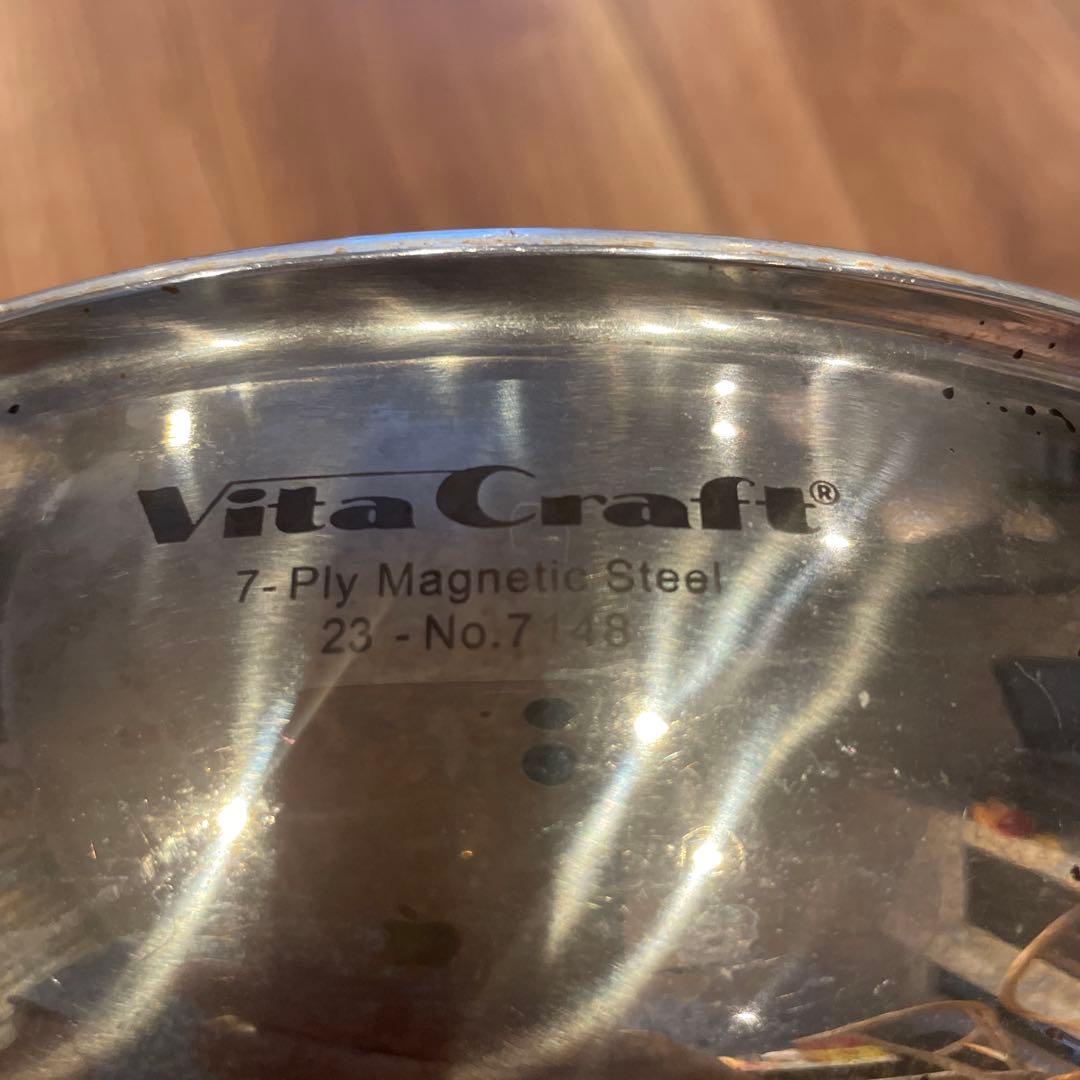 Vita Craft®
7-Ply Magnetic Steel
23 - No.7148